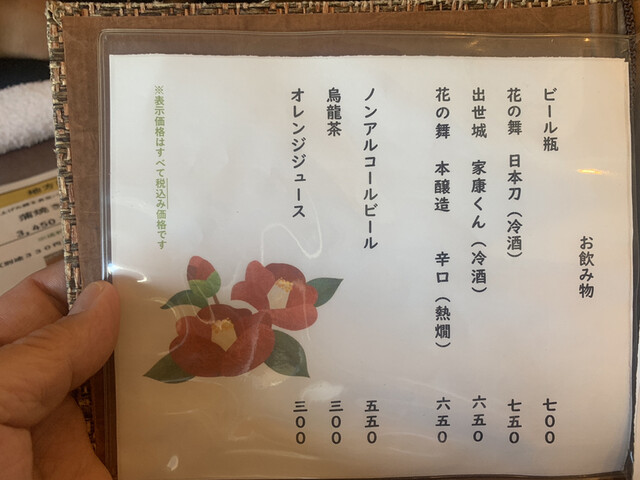 お飲み物
ビール瓶 七〇〇
花の舞 日本刀（冷酒） 七五〇
出世城 家康くん（冷酒） 六五〇
花の舞 本醸造 辛口（熱燗） 六五〇
ノンアルコールビール 五五〇
烏龍茶 三〇〇
オレンジジュース 三〇〇
※表示価格はすべて税込み価格です
3,450